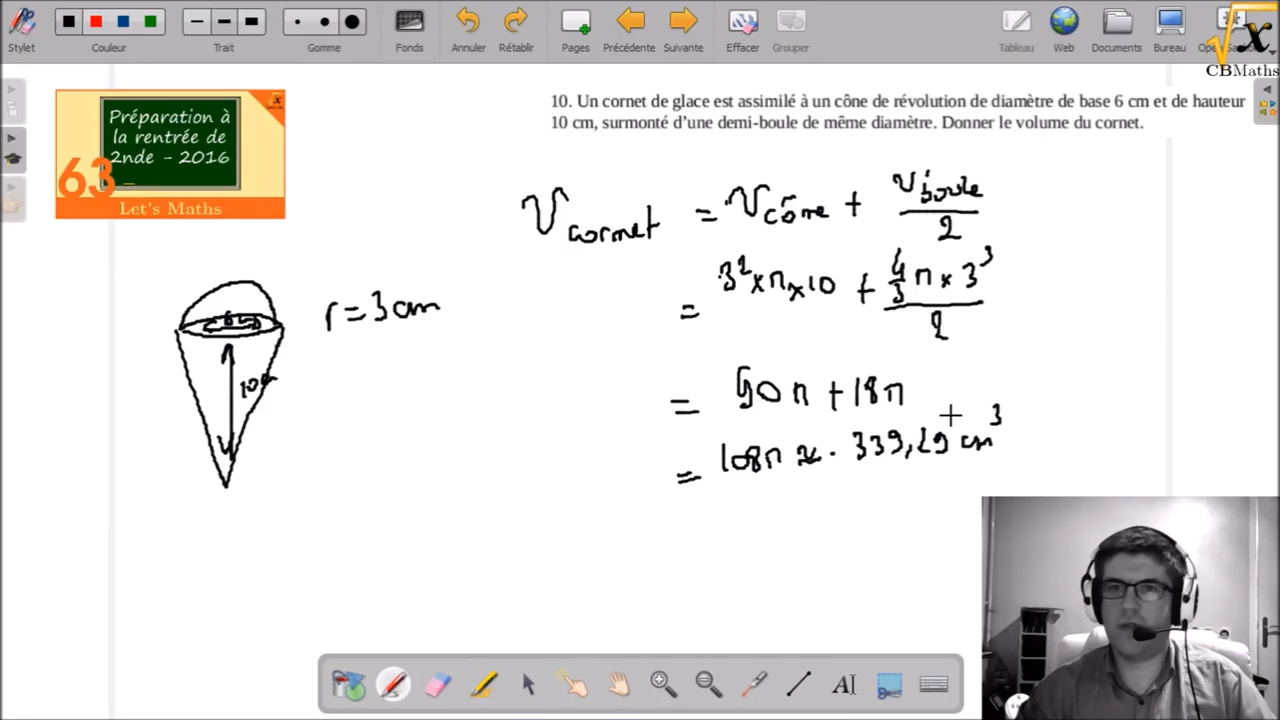 Stylet Couleur Trait Gomme Fonds Annuler Rétablir Pages Précédente Suivante Effacer Grouper Tableau Web Documents Bureau
CBMaths
Préparation à
la rentrée de
2nde - 2016
63
Let's Maths
10. Un cornet de glace est assimilé à un cône de révolution de diamètre de base 6 cm et de hauteur
10 cm, surmonté d'une demi-boule de même diamètre. Donner le volume du cornet.
V cornet = V cône + V boule / 2
= 3² × π × 10 + 4/3 π × 3³ / 2
= 90π + 18π
= 108π ≈ 339,29 cm³
r = 3 cm